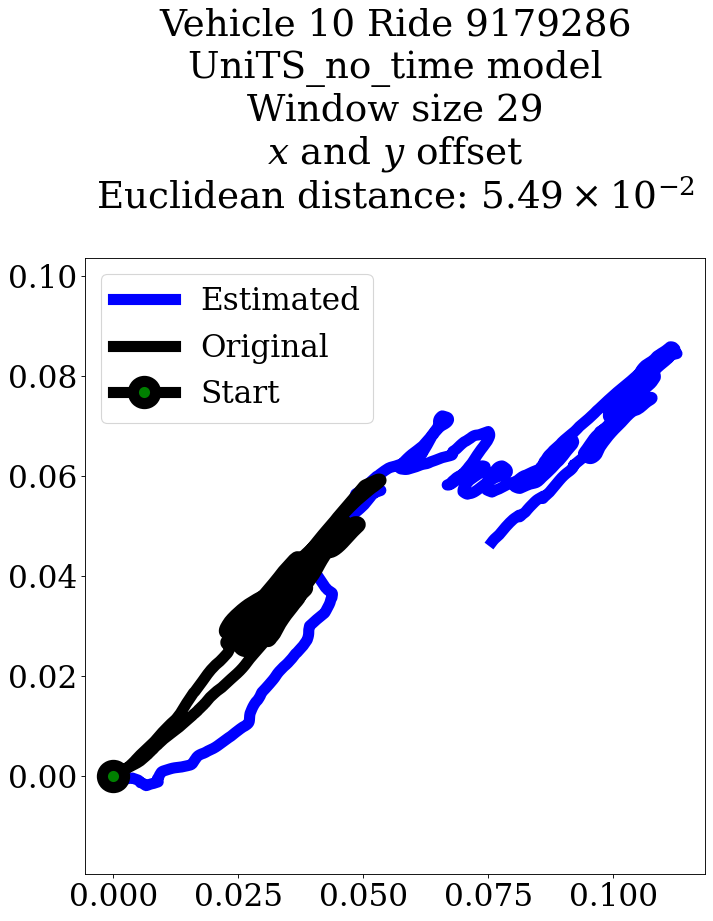 Vehicle 10 Ride 9179286
UniTS_no_time model
Window size 29
x and y offset
Euclidean distance: 5.49 × 10⁻²
Estimated
Original
Start
0.10
0.08
0.06
0.04
0.02
0.00
0.000 0.025 0.050 0.075 0.100